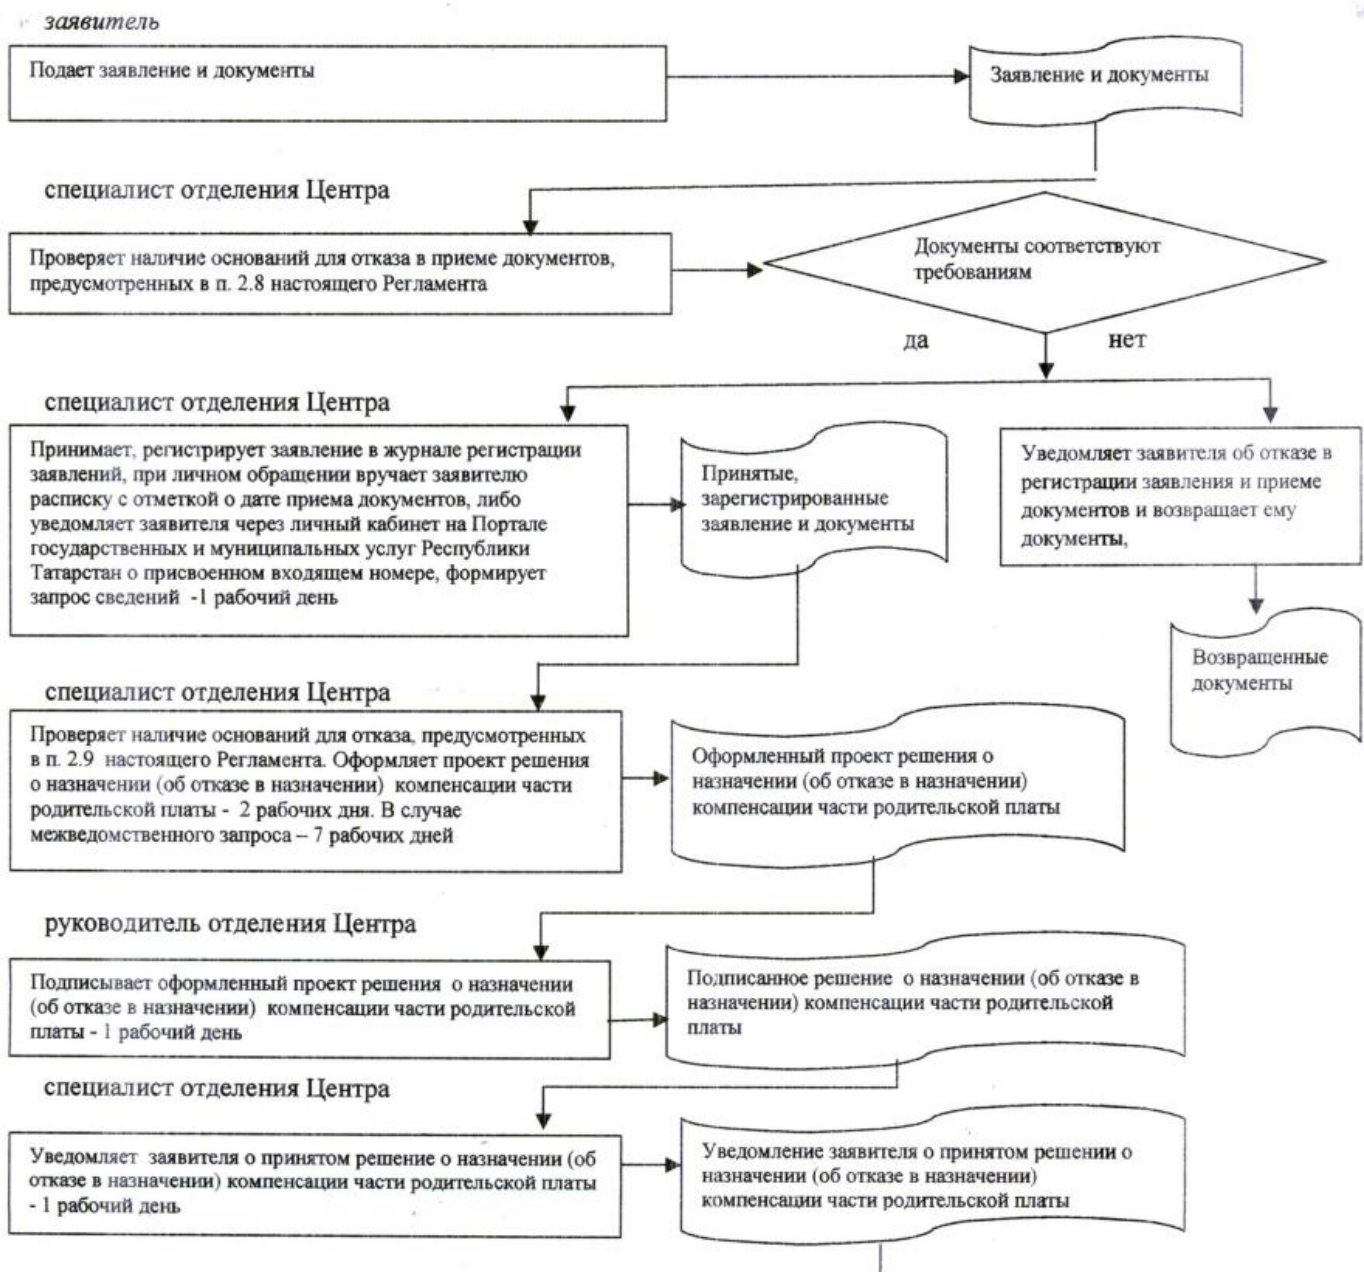 заявитель
Подает заявление и документы
Заявление и документы
специалист отделения Центра
Проверяет наличие оснований для отказа в приеме документов,
предусмотренных в п. 2.8 настоящего Регламента
Документы соответствуют
требованиям
да
нет
специалист отделения Центра
Принимает, регистрирует заявление в журнале регистрации
заявлений, при личном обращении вручает заявителю
расписку с отметкой о дате приема документов, либо
уведомляет заявителя через личный кабинет на Портале
государственных и муниципальных услуг Республики
Татарстан о присвоенном входящем номере, формирует
запрос сведений -1 рабочий день
Принятые,
зарегистрированные
заявление и документы
Уведомляет заявителя об отказе в
регистрации заявления и приеме
документов и возвращает ему
документы,
Возвращенные
документы
специалист отделения Центра
Проверяет наличие оснований для отказа, предусмотренных
в п. 2.9 настоящего Регламента. Оформляет проект решения
о назначении (об отказе в назначении) компенсации части
родительской платы - 2 рабочих дня. В случае
межведомственного запроса – 7 рабочих дней
Оформленный проект решения о
назначении (об отказе в назначении)
компенсации части родительской платы
руководитель отделения Центра
Подписывает оформленный проект решения о назначении
(об отказе в назначении) компенсации части родительской
платы - 1 рабочий день
Подписанное решение о назначении (об отказе в
назначении) компенсации части родительской
платы
специалист отделения Центра
Уведомляет заявителя о принятом решение о назначении (об
отказе в назначении) компенсации части родительской платы
- 1 рабочий день
Уведомление заявителя о принятом решении о
назначении (об отказе в назначении)
компенсации части родительской платы